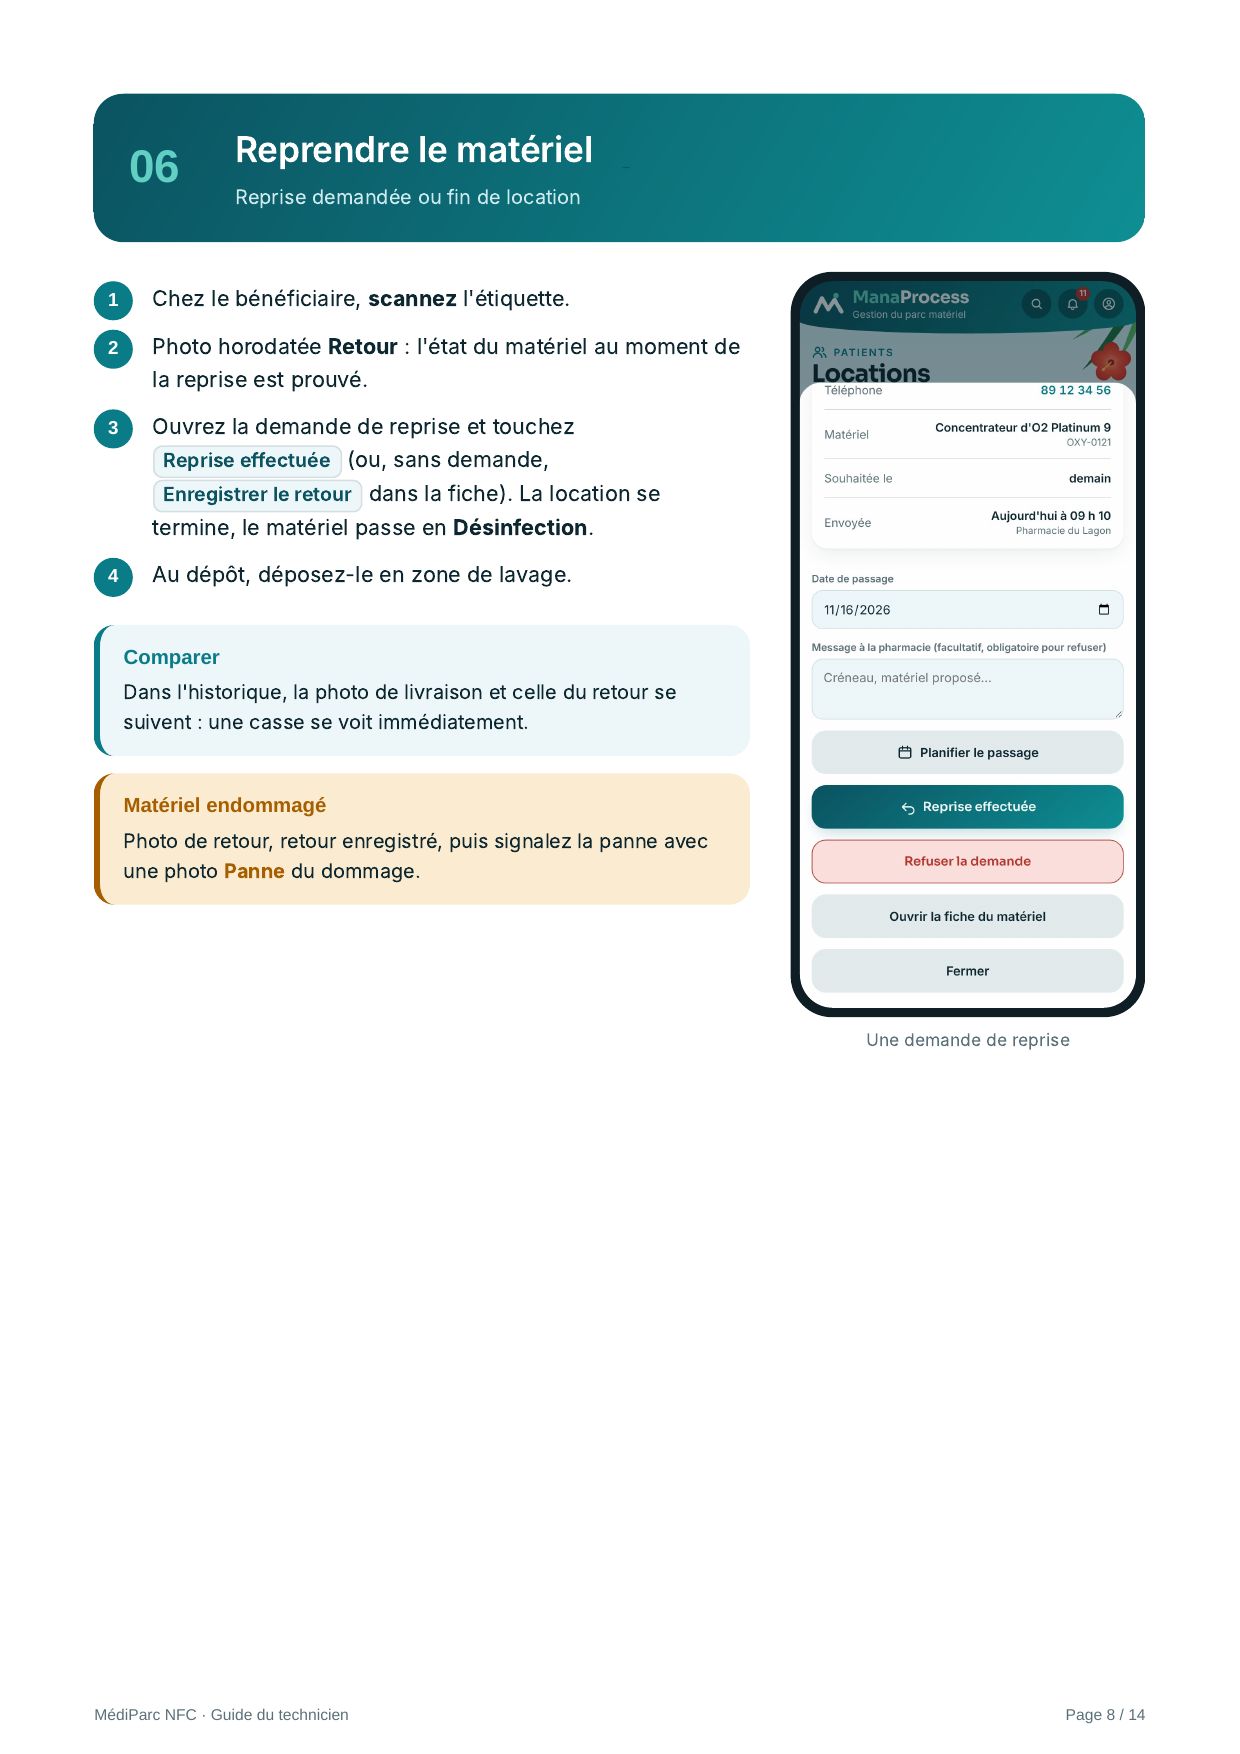 06
Reprendre le matériel
Reprise demandée ou fin de location
1 Chez le bénéficiaire, scannez l'étiquette.
2 Photo horodatée Retour : l'état du matériel au moment de
la reprise est prouvé.
3 Ouvrez la demande de reprise et touchez
Reprise effectuée (ou, sans demande,
Enregistrer le retour dans la fiche). La location se
termine, le matériel passe en Désinfection.
4 Au dépôt, déposez-le en zone de lavage.
Comparer
Dans l'historique, la photo de livraison et celle du retour se
suivent : une casse se voit immédiatement.
Matériel endommagé
Photo de retour, retour enregistré, puis signalez la panne avec
une photo Panne du dommage.
ManaProcess
Gestion du parc matériel
11
PATIENTS
Locations
Téléphone 89 12 34 56
Matériel Concentrateur d'O2 Platinum 9
OXY-0121
Souhaitée le demain
Envoyée Aujourd'hui à 09 h 10
Pharmacie du Lagon
Date de passage
11/16/2026
Message à la pharmacie (facultatif, obligatoire pour refuser)
Créneau, matériel proposé...
Planifier le passage
Reprise effectuée
Refuser la demande
Ouvrir la fiche du matériel
Fermer
Une demande de reprise
MédiParc NFC · Guide du technicien
Page 8 / 14